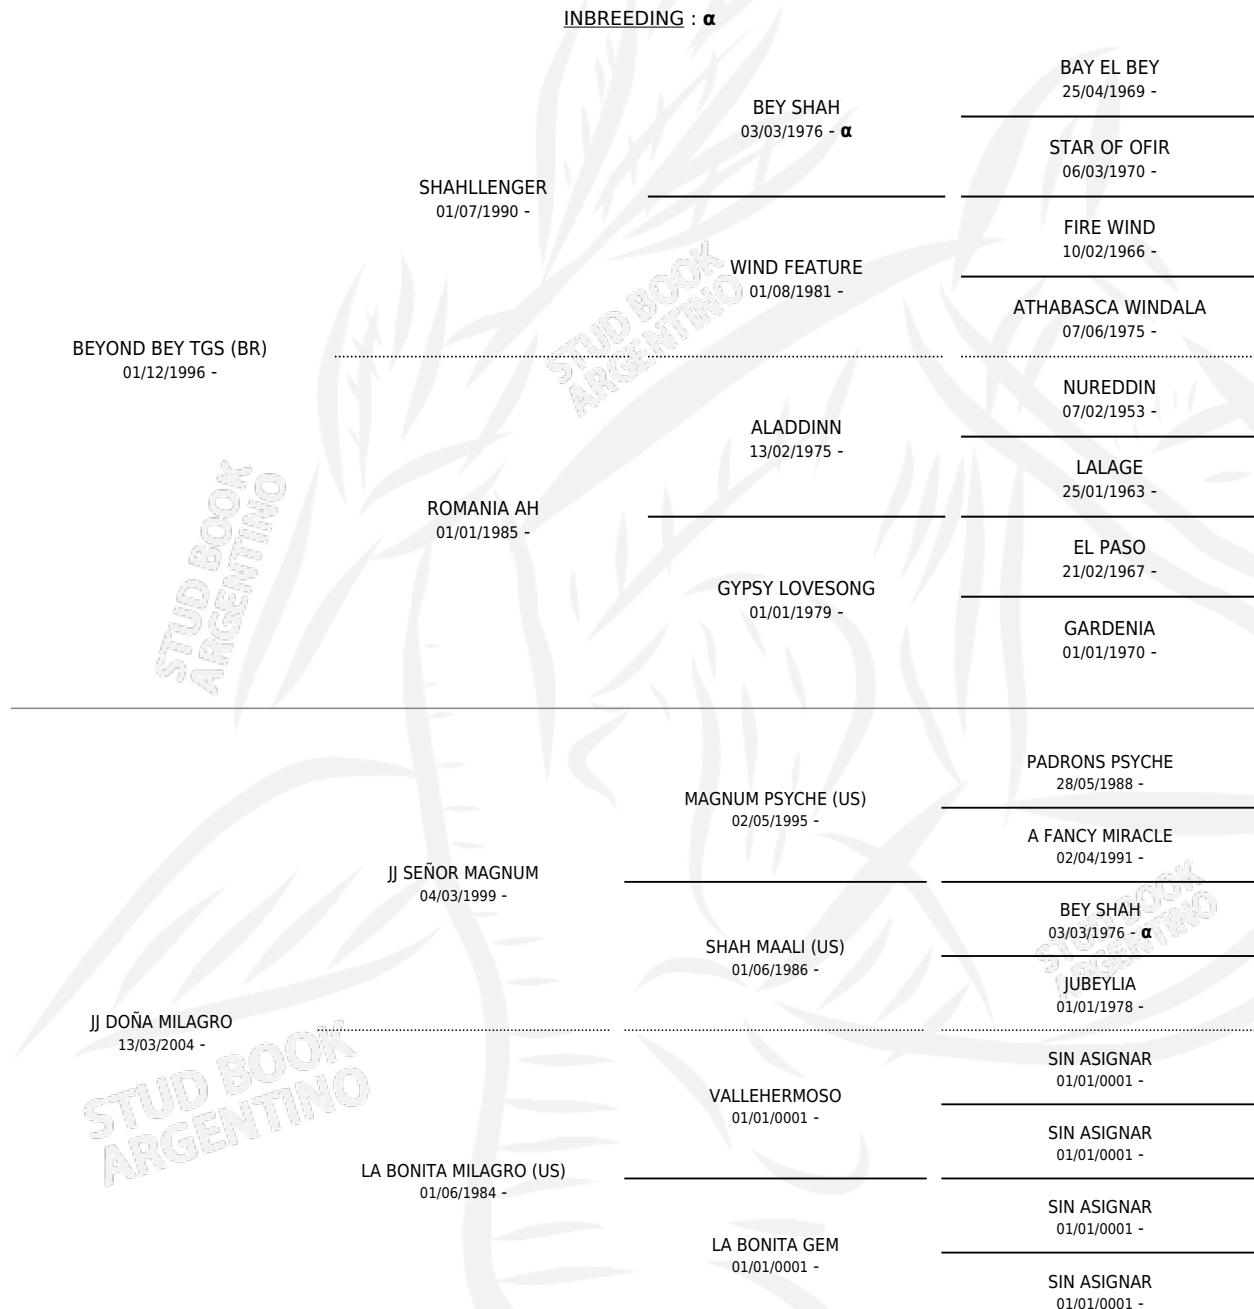 INBREEDING : α
BAY EL BEY
25/04/1969 -
BEY SHAH
03/03/1976 - α
STAR OF OFIR
06/03/1970 -
SHAHLLENGER
01/07/1990 -
FIRE WIND
10/02/1966 -
WIND FEATURE
01/08/1981 -
ATHABASCA WINDALA
07/06/1975 -
BEYOND BEY TGS (BR)
01/12/1996 -
NUREDDIN
07/02/1953 -
ALADDINN
13/02/1975 -
LALAGE
25/01/1963 -
ROMANIA AH
01/01/1985 -
EL PASO
21/02/1967 -
GYPSY LOVESONG
01/01/1979 -
GARDENIA
01/01/1970 -
PADRONS PSYCHE
28/05/1988 -
MAGNUM PSYCHE (US)
02/05/1995 -
A FANCY MIRACLE
02/04/1991 -
JJ SEÑOR MAGNUM
04/03/1999 -
BEY SHAH
03/03/1976 - α
SHAH MAALI (US)
01/06/1986 -
JUBEYLIA
01/01/1978 -
JJ DOÑA MILAGRO
13/03/2004 -
SIN ASIGNAR
01/01/0001 -
VALLEHERMOSO
01/01/0001 -
SIN ASIGNAR
01/01/0001 -
LA BONITA MILAGRO (US)
01/06/1984 -
SIN ASIGNAR
01/01/0001 -
LA BONITA GEM
01/01/0001 -
SIN ASIGNAR
01/01/0001 -
STUD BOOK
ARGENTINO
STUD BOOK
ARGENTINO
STUD BOOK
ARGENTINO
STUD BOOK
ARGENTINO